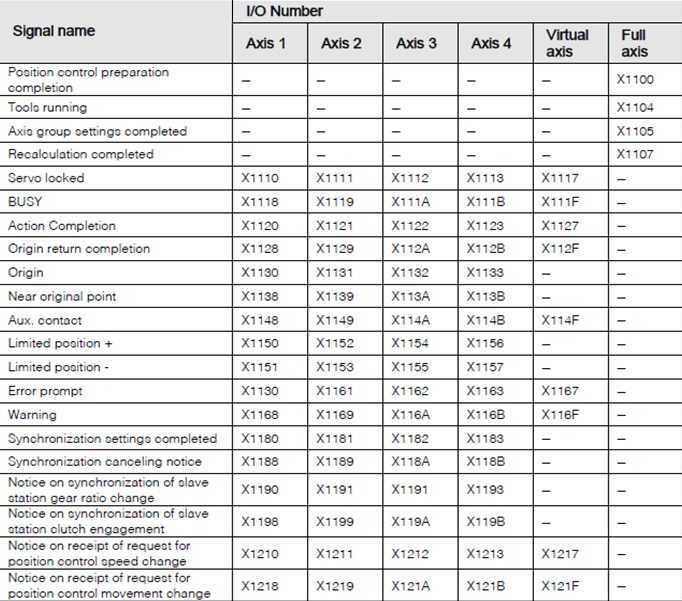 Signal name I/O Number
Axis 1 Axis 2 Axis 3 Axis 4 Virtual axis Full axis
Position control preparation
completion – – – – – X1100
Tools running – – – – – X1104
Axis group settings completed – – – – – X1105
Recalculation completed – – – – – X1107
Servo locked X1110 X1111 X1112 X1113 X1117 –
BUSY X1118 X1119 X111A X111B X111F –
Action Completion X1120 X1121 X1122 X1123 X1127 –
Origin return completion X1128 X1129 X112A X112B X112F –
Origin X1130 X1131 X1132 X1133 – –
Near original point X1138 X1139 X113A X113B – –
Aux. contact X1148 X1149 X114A X114B X114F –
Limited position + X1150 X1152 X1154 X1156 – –
Limited position - X1151 X1153 X1155 X1157 – –
Error prompt X1130 X1161 X1162 X1163 X1167 –
Warning X1168 X1169 X116A X116B X116F –
Synchronization settings completed X1180 X1181 X1182 X1183 – –
Synchronization canceling notice X1188 X1189 X118A X118B – –
Notice on synchronization of slave
station gear ratio change X1190 X1191 X1191 X1193 – –
Notice on synchronization of slave
station clutch engagement X1198 X1199 X119A X119B – –
Notice on receipt of request for
position control speed change X1210 X1211 X1212 X1213 X1217 –
Notice on receipt of request for
position control movement change X1218 X1219 X121A X121B X121F –